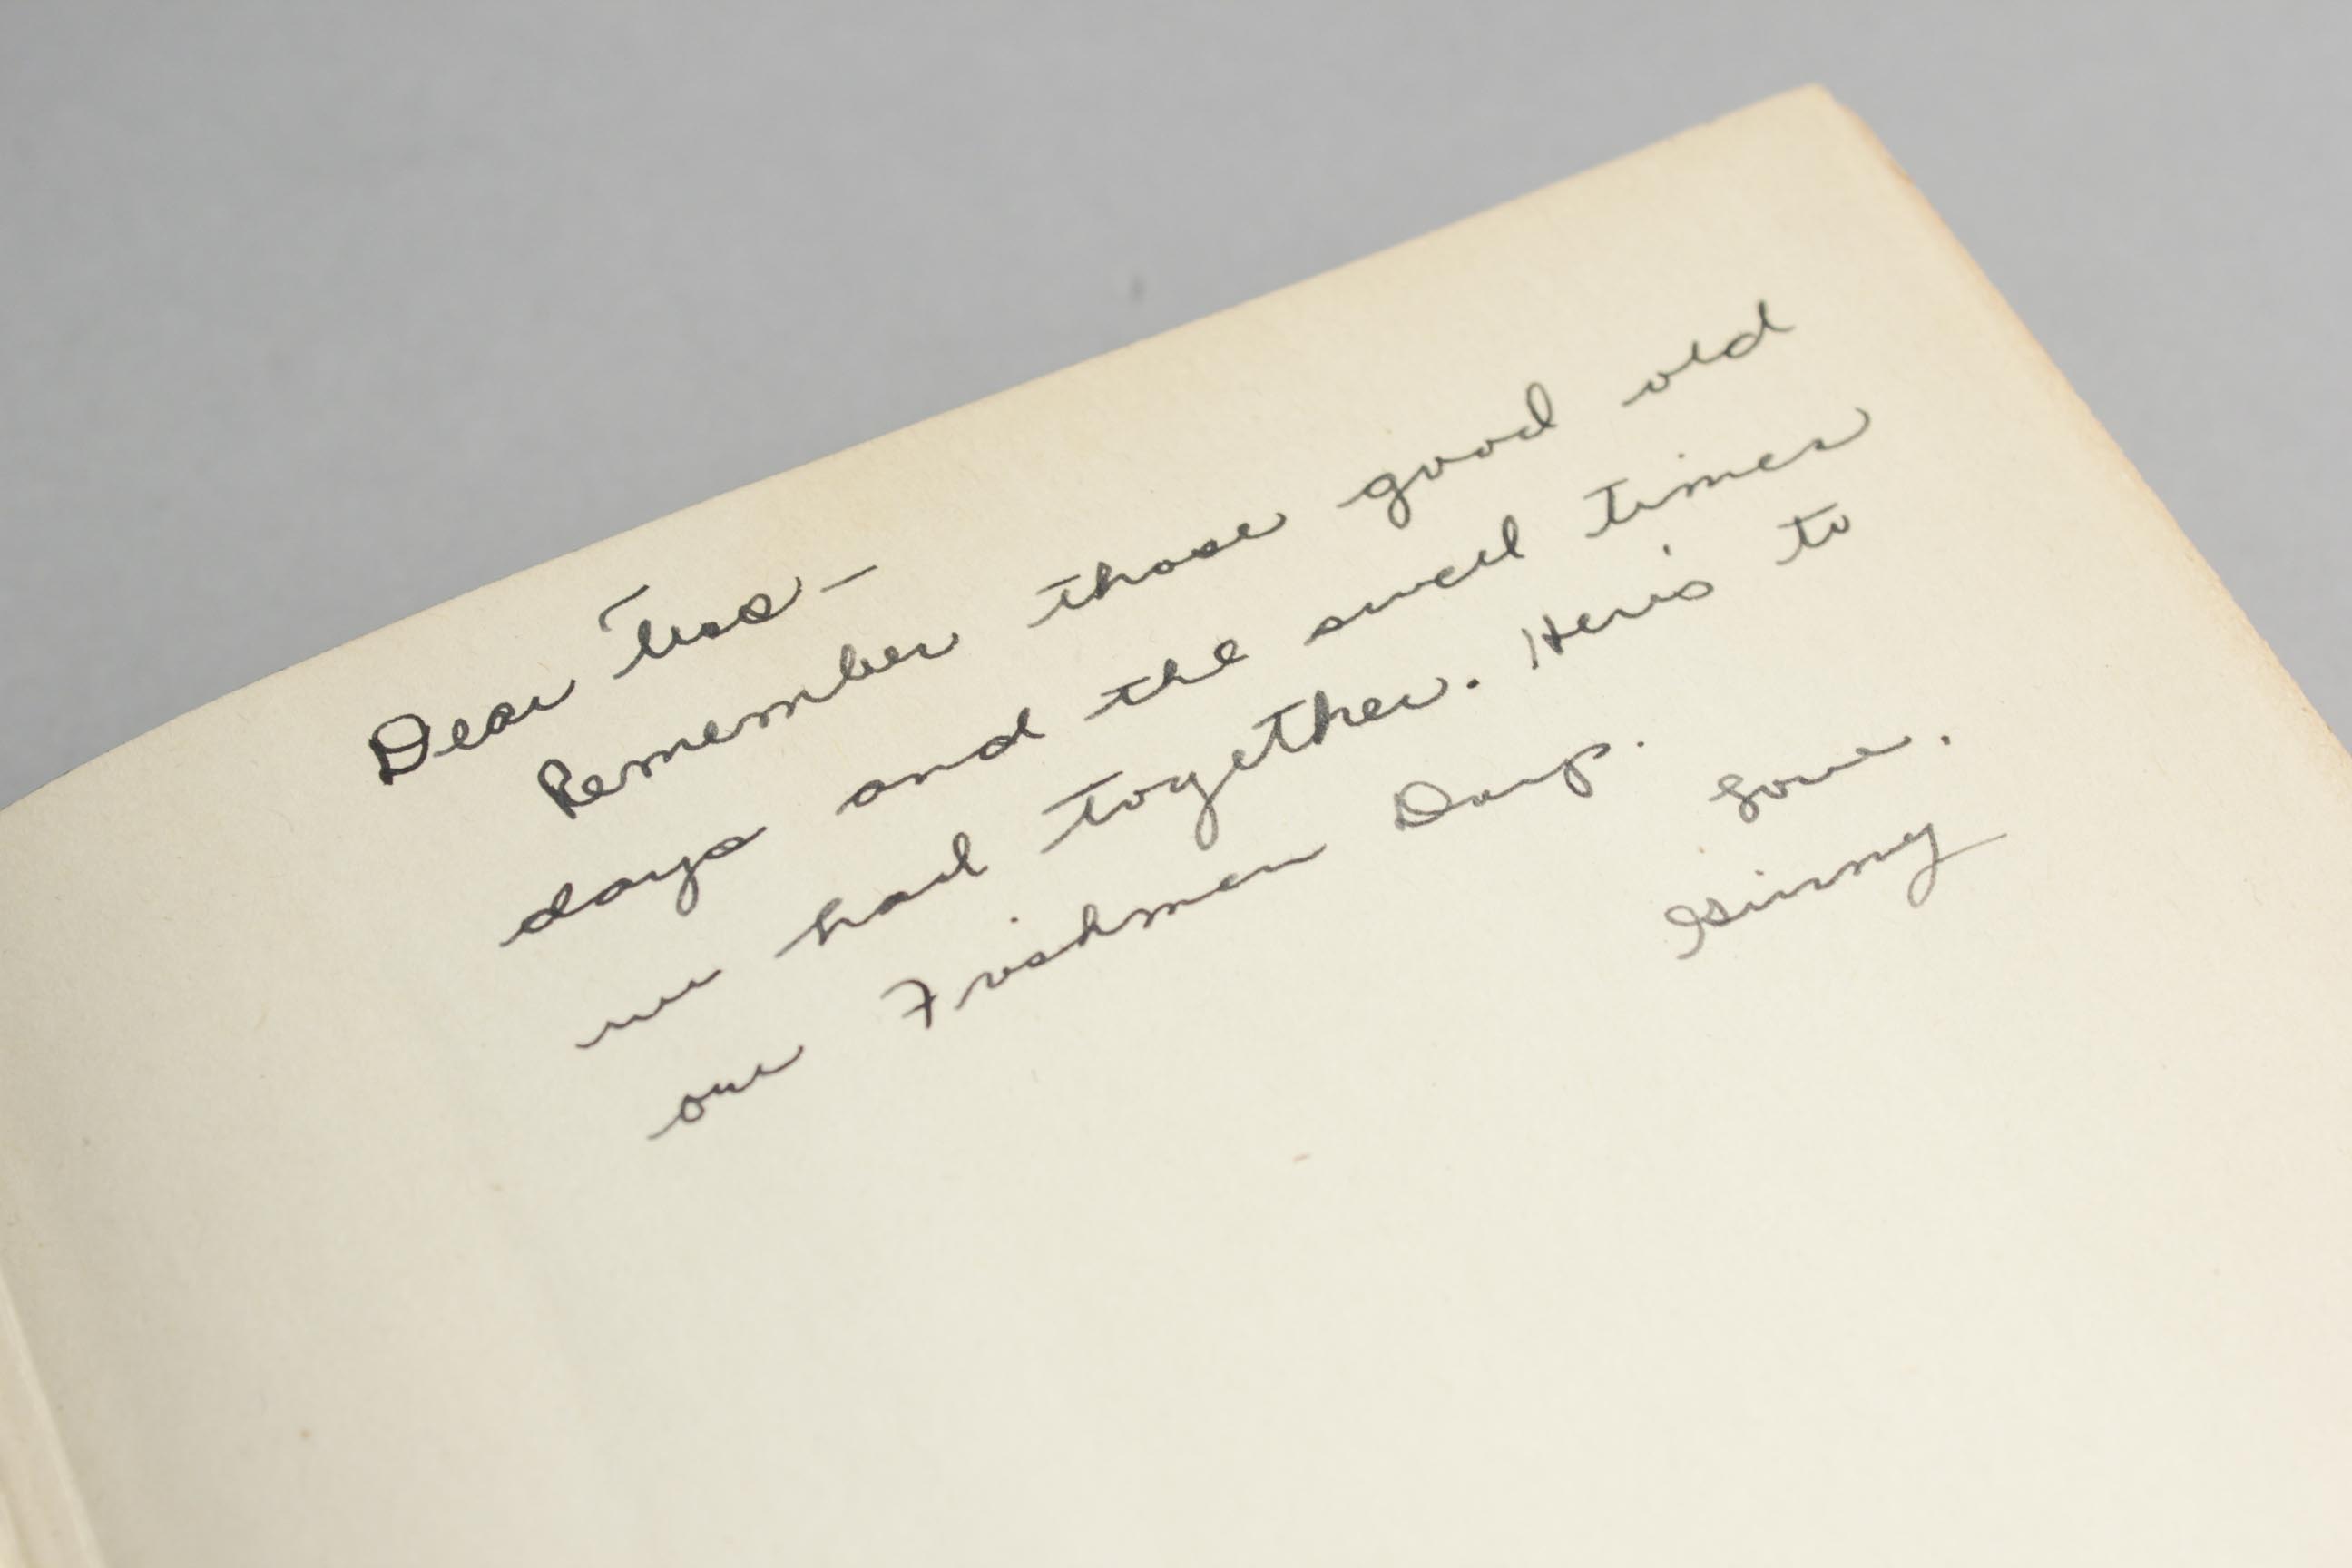 Dear Tess -
Remember those good old
days and the swell times
we had together. Here's to
our Freshman Days.
Love.
Ginny